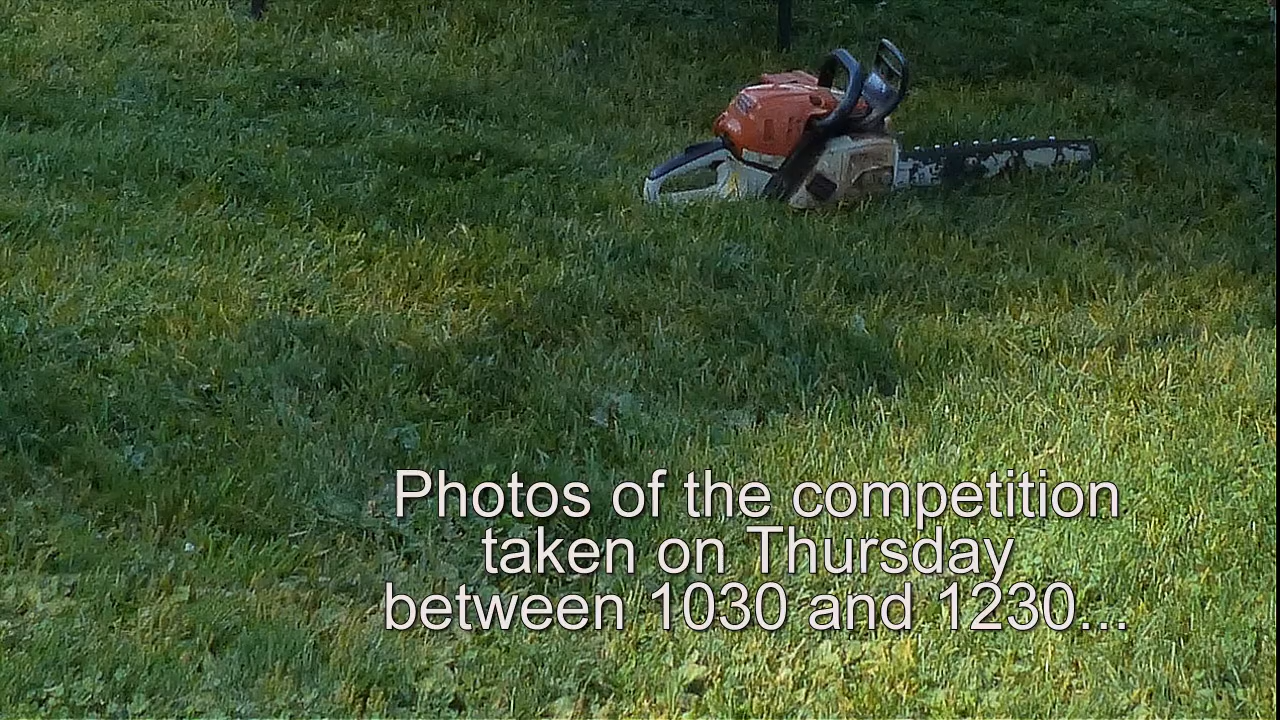 Photos of the competition
taken on Thursday
between 1030 and 1230...